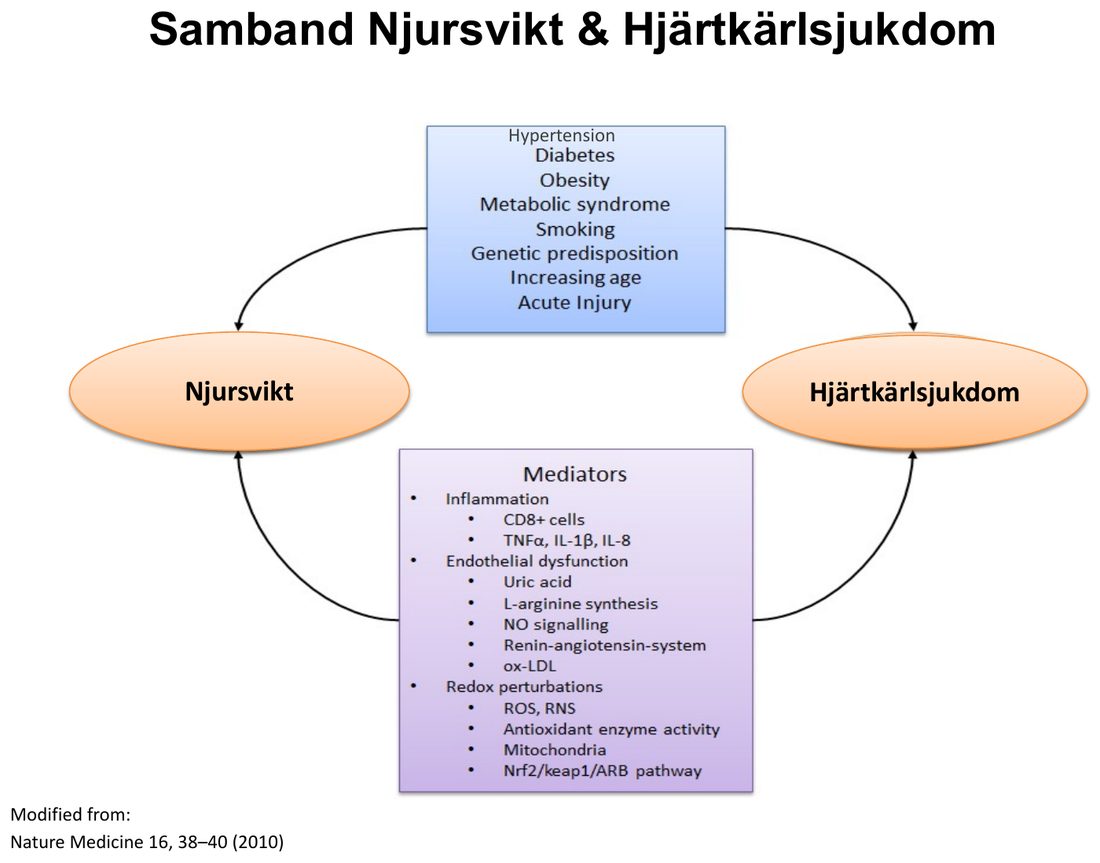 Samband Njursvikt & Hjärtkärlsjukdom
Hypertension
Diabetes
Obesity
Metabolic syndrome
Smoking
Genetic predisposition
Increasing age
Acute Injury
Njursvikt
Hjärtkärlsjukdom
Mediators
• Inflammation
• CD8+ cells
• TNFα, IL-1β, IL-8
• Endothelial dysfunction
• Uric acid
• L-arginine synthesis
• NO signalling
• Renin-angiotensin-system
• ox-LDL
• Redox perturbations
• ROS, RNS
• Antioxidant enzyme activity
• Mitochondria
• Nrf2/keap1/ARB pathway
Modified from:
Nature Medicine 16, 38–40 (2010)